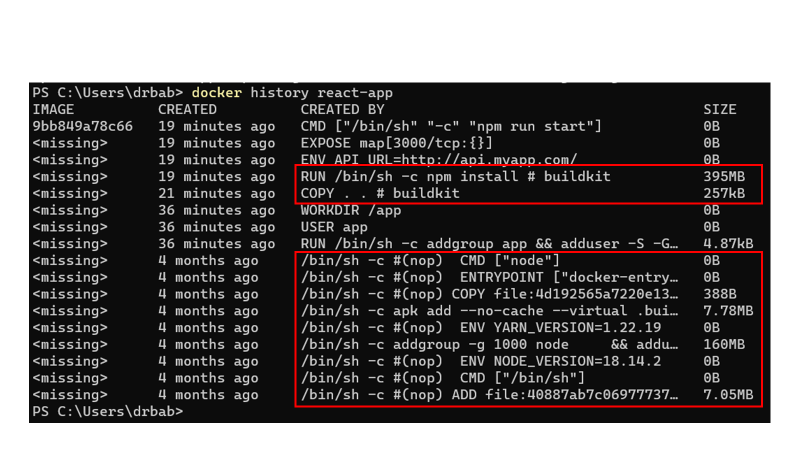 PS C:\Users\drbab> docker history react-app
IMAGE CREATED CREATED BY SIZE
9bb849a78c66 19 minutes ago CMD ["/bin/sh" "-c" "npm run start"] 0B
<missing> 19 minutes ago EXPOSE map[3000/tcp:{}] 0B
<missing> 19 minutes ago ENV API_URL=http://api.myapp.com/ 0B
<missing> 19 minutes ago RUN /bin/sh -c npm install # buildkit 395MB
<missing> 21 minutes ago COPY . . # buildkit 257kB
<missing> 36 minutes ago WORKDIR /app 0B
<missing> 36 minutes ago USER app 0B
<missing> 36 minutes ago RUN /bin/sh -c addgroup app && adduser -S -G… 4.87kB
<missing> 4 months ago /bin/sh -c #(nop) CMD ["node"] 0B
<missing> 4 months ago /bin/sh -c #(nop) ENTRYPOINT ["docker-entry… 0B
<missing> 4 months ago /bin/sh -c #(nop) COPY file:4d192565a7220e13… 388B
<missing> 4 months ago /bin/sh -c apk add --no-cache --virtual .bui… 7.78MB
<missing> 4 months ago /bin/sh -c #(nop) ENV YARN_VERSION=1.22.19 0B
<missing> 4 months ago /bin/sh -c addgroup -g 1000 node && addu… 160MB
<missing> 4 months ago /bin/sh -c #(nop) ENV NODE_VERSION=18.14.2 0B
<missing> 4 months ago /bin/sh -c #(nop) CMD ["/bin/sh"] 0B
<missing> 4 months ago /bin/sh -c #(nop) ADD file:40887ab7c06977737… 7.05MB
PS C:\Users\drbab>